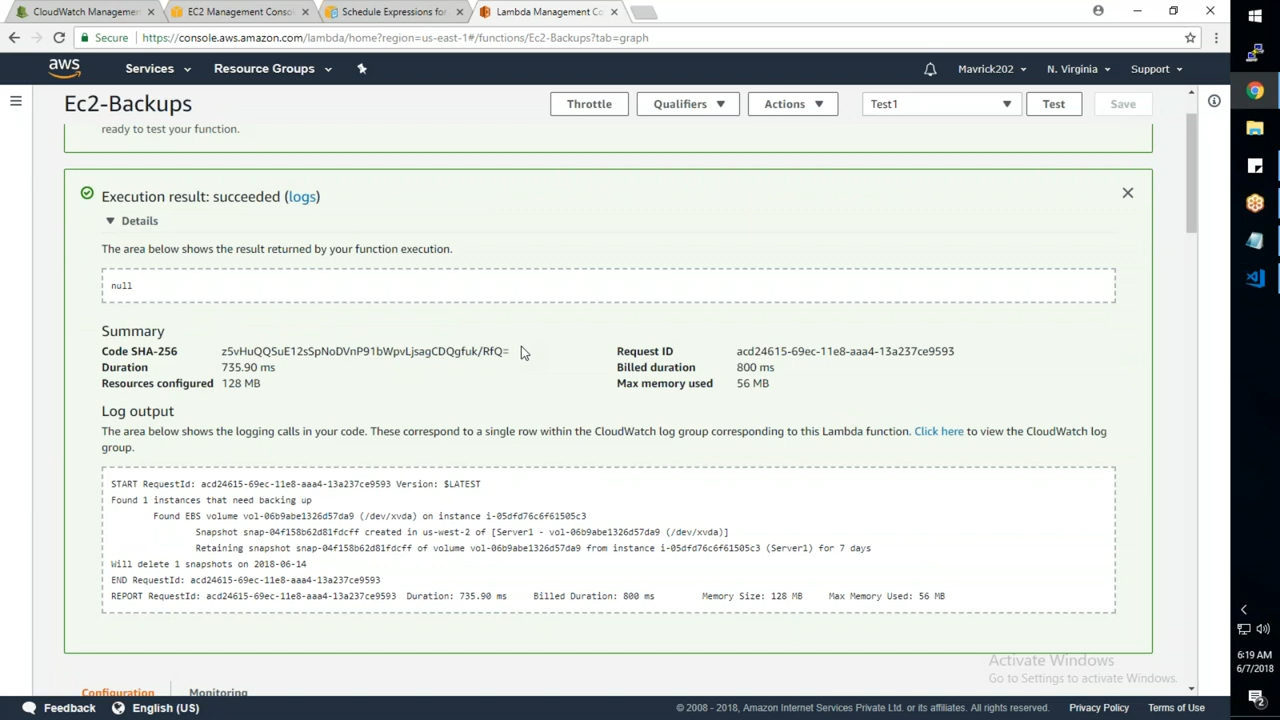 CloudWatch Manageme
EC2 Management Conso
Schedule Expressions for
Lambda Management Co
Secure
https://console.aws.amazon.com/lambda/home?region=us-east-1#/functions/Ec2-Backups?tab=graph
aws
Services
Resource Groups
Mavrick202
N. Virginia
Support
Ec2-Backups
Throttle
Qualifiers
Actions
Test1
Test
Save
ready to test your function.
Execution result: succeeded (logs)
Details
The area below shows the result returned by your function execution.
null
Summary
Code SHA-256 z5vHuQQSuE12sSpNoDVnP91bWpvLjsagCDQgfuk/RfQ=
Duration 735.90 ms
Resources configured 128 MB
Request ID acd24615-69ec-11e8-aaa4-13a237ce9593
Billed duration 800 ms
Max memory used 56 MB
Log output
The area below shows the logging calls in your code. These correspond to a single row within the CloudWatch log group corresponding to this Lambda function. Click here to view the CloudWatch log
group.
START RequestId: acd24615-69ec-11e8-aaa4-13a237ce9593 Version: $LATEST
Found 1 instances that need backing up
Found EBS volume vol-06b9abe1326d57da9 (/dev/xvda) on instance i-05dfd76c6f61505c3
Snapshot snap-04f158b62d81fdcff created in us-west-2 of [Server1 - vol-06b9abe1326d57da9 (/dev/xvda)]
Retaining snapshot snap-04f158b62d81fdcff of volume vol-06b9abe1326d57da9 from instance i-05dfd76c6f61505c3 (Server1) for 7 days
Will delete 1 snapshots on 2018-06-14
END RequestId: acd24615-69ec-11e8-aaa4-13a237ce9593
REPORT RequestId: acd24615-69ec-11e8-aaa4-13a237ce9593 Duration: 735.90 ms Billed Duration: 800 ms Memory Size: 128 MB Max Memory Used: 56 MB
Configuration
Monitoring
Activate Windows
Go to Settings to activate Windows.
Feedback
English (US)
© 2008 - 2018, Amazon Internet Services Private Ltd. or its affiliates. All rights reserved.
Privacy Policy
Terms of Use
6:19 AM
6/7/2018
2